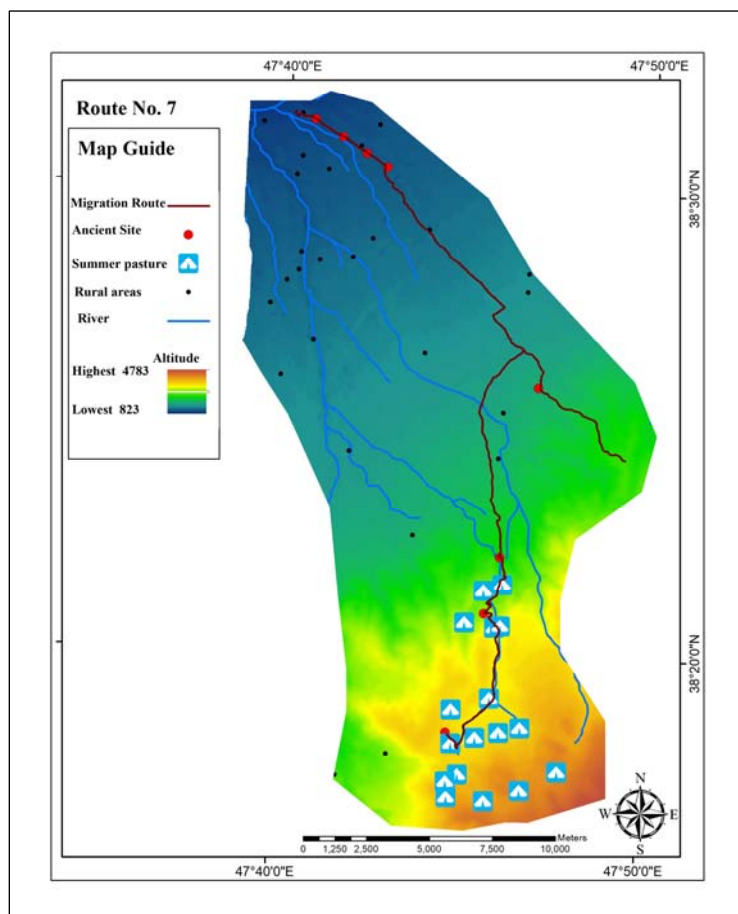 47°40'0"E
47°50'0"E
Route No. 7
Map Guide
Migration Route
Ancient Site
Summer pasture
Rural areas
River
Altitude
Highest 4783
Lowest 823
38°30'0"N
38°20'0"N
N
W
E
S
Meters
0 1,250 2,500 5,000 7,500 10,000
47°40'0"E
47°50'0"E